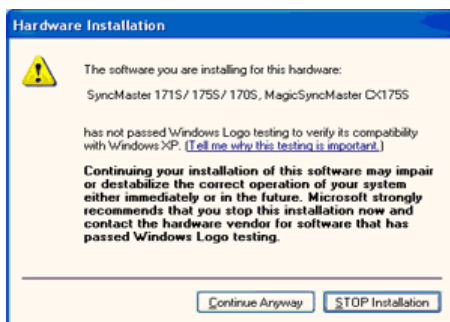 Hardware Installation
The software you are installing for this hardware:
SyncMaster 171S/ 175S/ 170S, MagicSyncMaster CX175S
has not passed Windows Logo testing to verify its compatibility
with Windows XP. (Tell me why this testing is important.)
Continuing your installation of this software may impair
or destabilize the correct operation of your system
either immediately or in the future. Microsoft strongly
recommends that you stop this installation now and
contact the hardware vendor for software that has
passed Windows Logo testing.
Continue Anyway STOP Installation